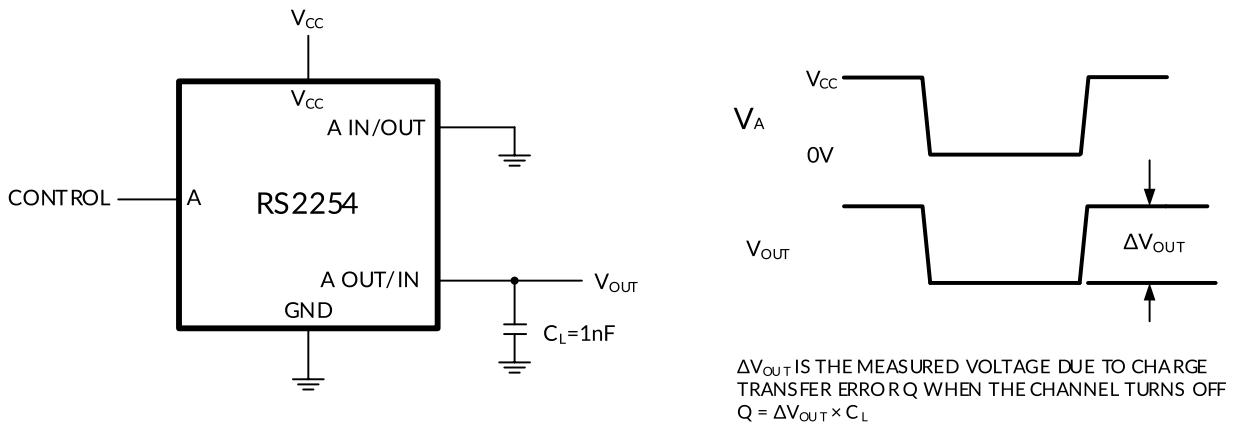 VCC
VCC
A IN/OUT
CONTROL
A
RS2254
A OUT/IN
VOUT
GND
CL=1nF
VCC
VA
0V
VOUT
ΔVOUT
ΔVOUT IS THE MEASURED VOLTAGE DUE TO CHARGE
TRANSFER ERROR Q WHEN THE CHANNEL TURNS OFF
Q = ΔVOUT × CL